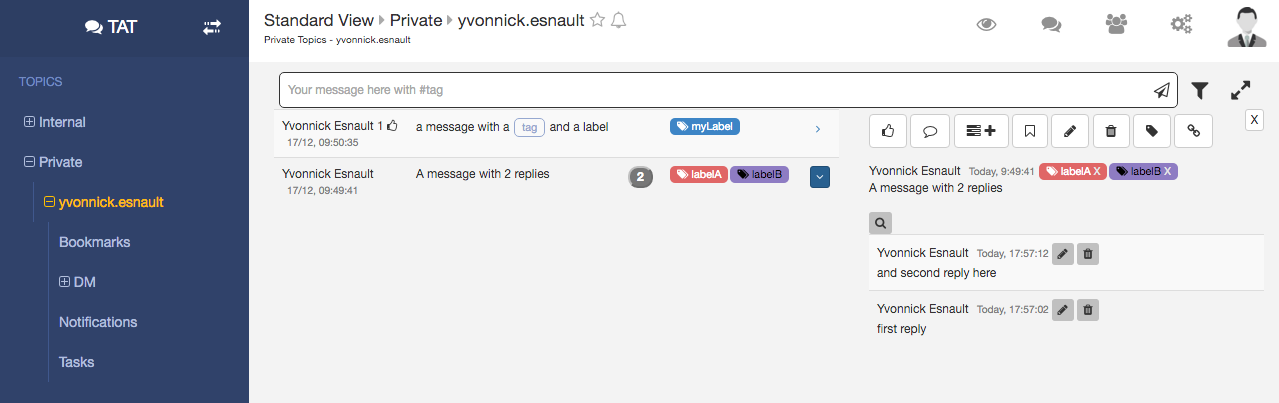 TAT
TOPICS
Internal
Private
yvonnick.esnault
Bookmarks
DM
Notifications
Tasks
Standard View Private yvonnick.esnault
Private Topics - yvonnick.esnault
Your message here with #tag
Yvonnick Esnault 1 a message with a tag and a label myLabel
17/12, 09:50:35
Yvonnick Esnault A message with 2 replies 2 labelA labelB
17/12, 09:49:41
X
Yvonnick Esnault Today, 9:49:41 labelA X labelB X
A message with 2 replies
Yvonnick Esnault Today, 17:57:12
and second reply here
Yvonnick Esnault Today, 17:57:02
first reply